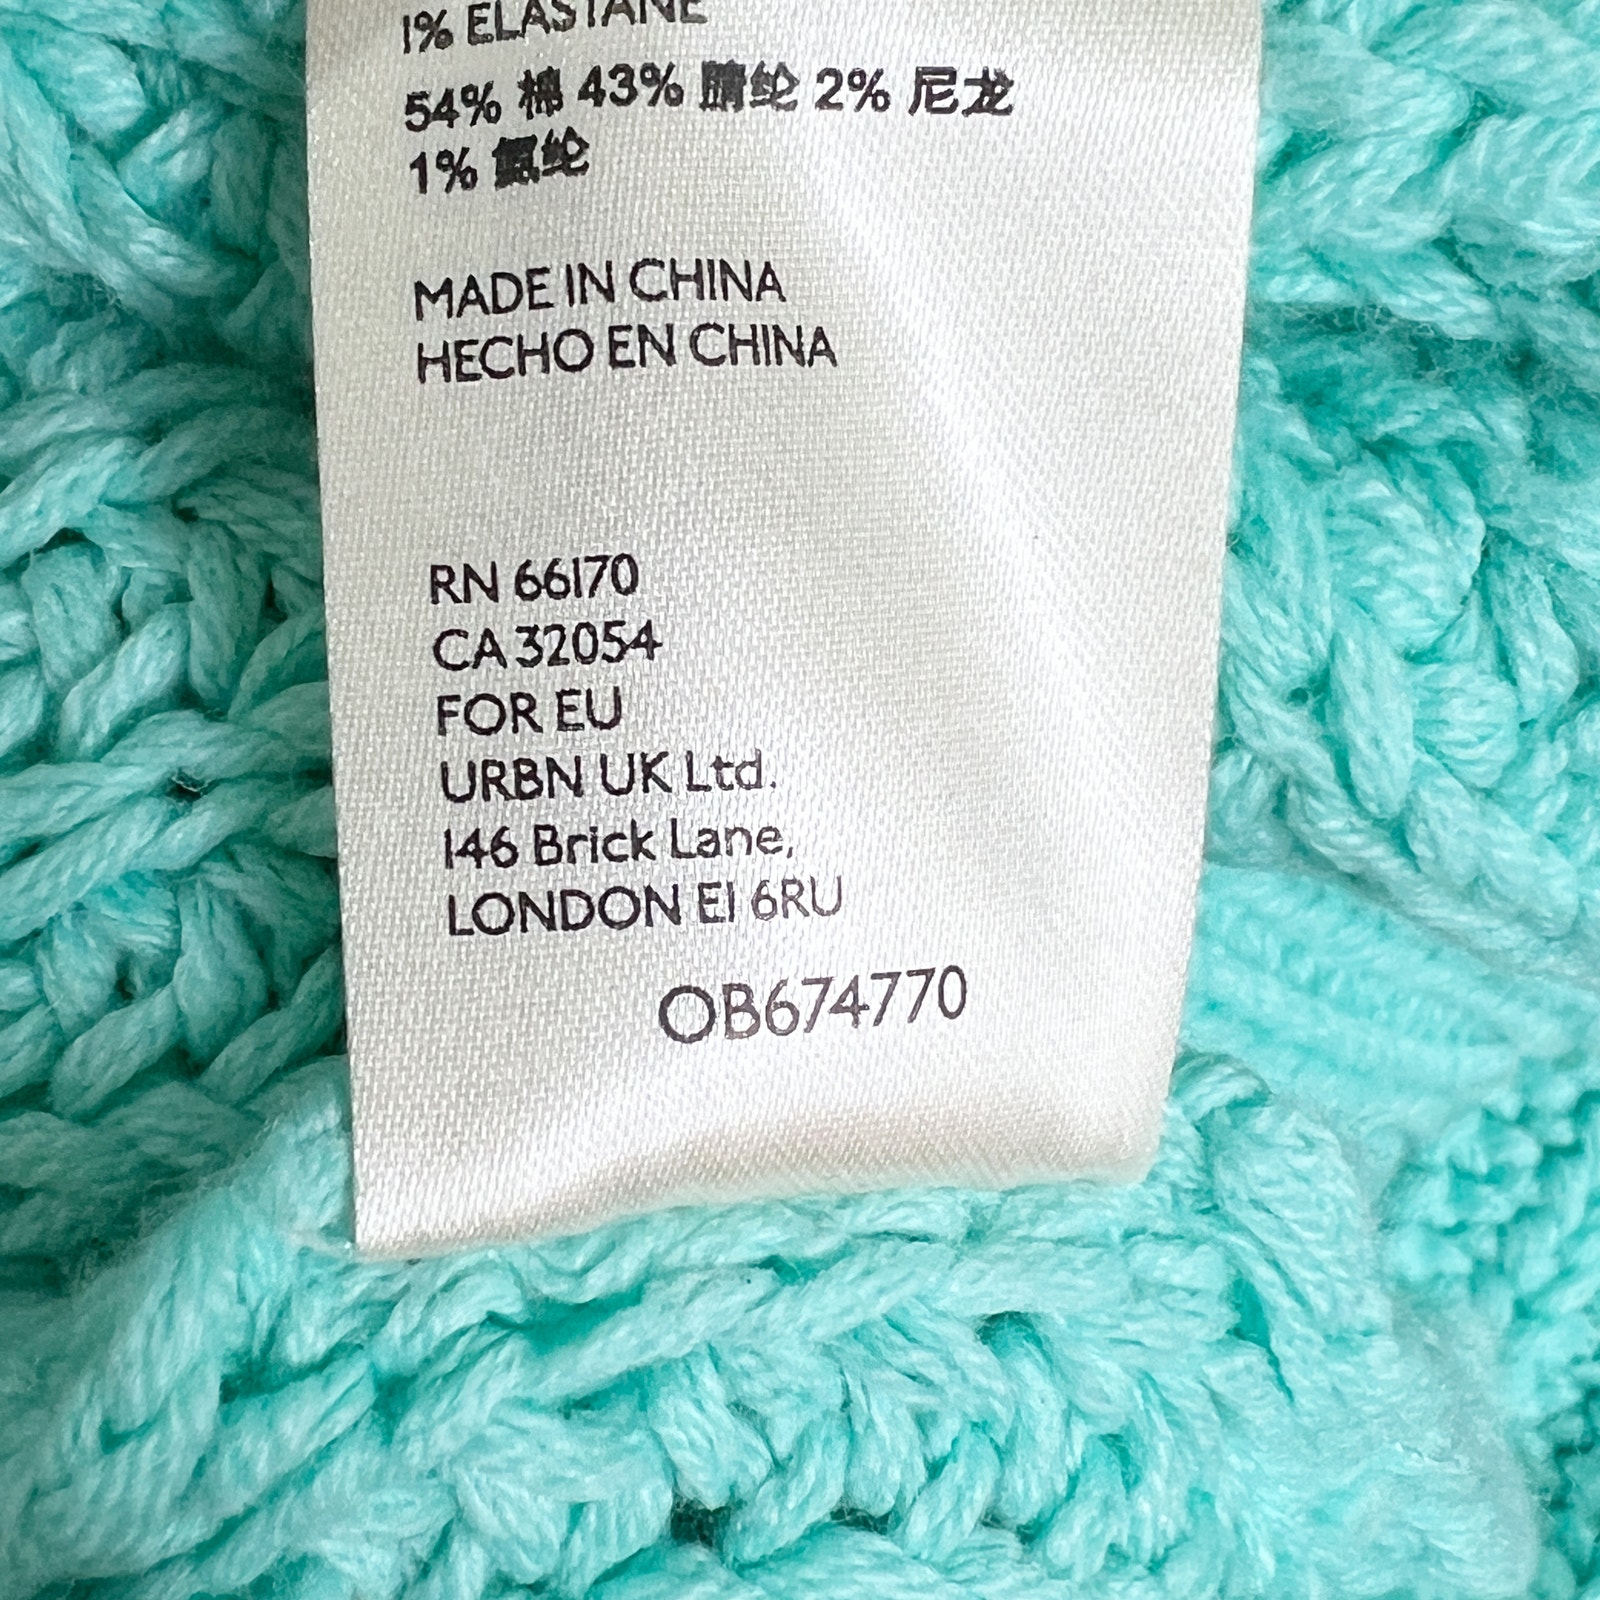 1% ELASTANE
54% 棉 43% 腈纶 2% 尼龙
1% 氨纶
MADE IN CHINA
HECHO EN CHINA
RN 66170
CA 32054
FOR EU
URBN UK Ltd.
146 Brick Lane,
LONDON E1 6RU
OB674770